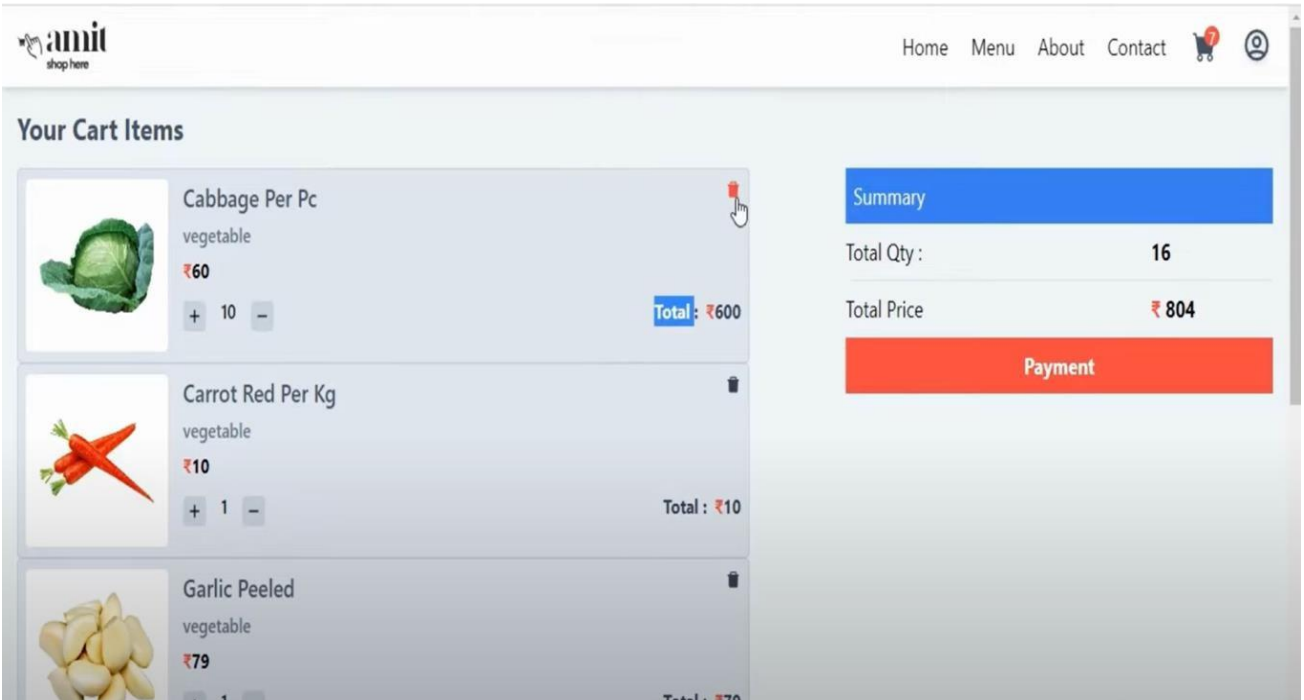 amit
shop here
Home Menu About Contact 7
Your Cart Items
Cabbage Per Pc
vegetable
₹60
+ 10 −
Total : ₹600
Carrot Red Per Kg
vegetable
₹10
+ 1 −
Total : ₹10
Garlic Peeled
vegetable
₹79
Summary
Total Qty : 16
Total Price ₹ 804
Payment